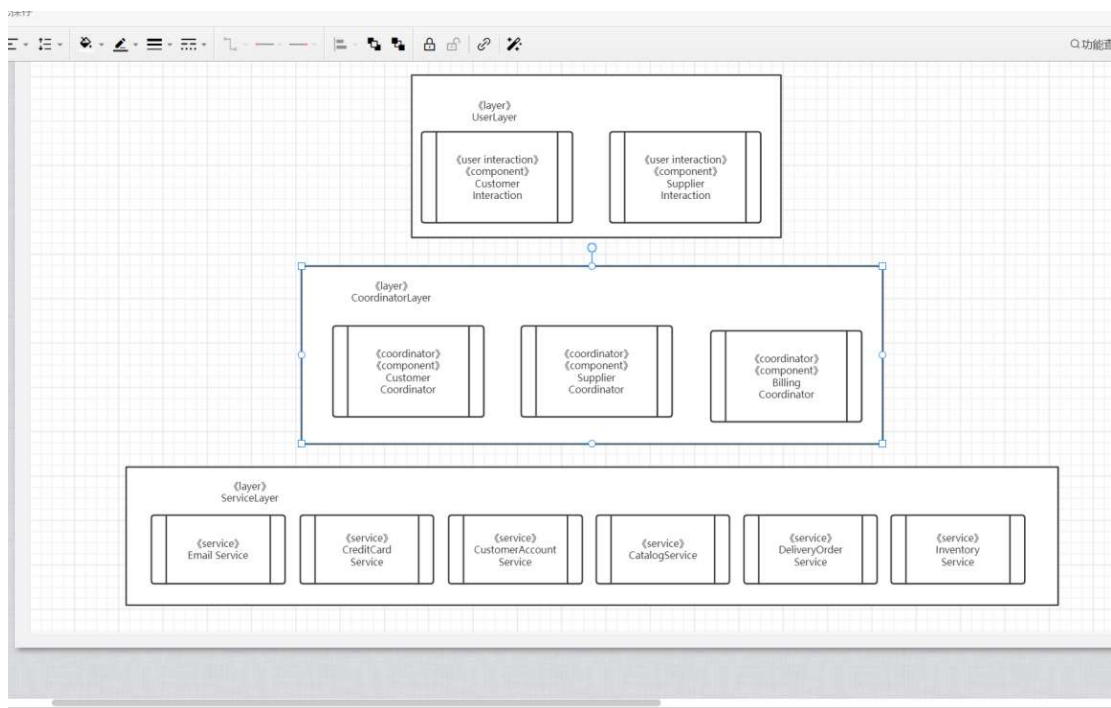 功能
《layer》
UserLayer
《user interaction》
《component》
Customer
Interaction
《user interaction》
《component》
Supplier
Interaction
《layer》
CoordinatorLayer
《coordinator》
《component》
Customer
Coordinator
《coordinator》
《component》
Supplier
Coordinator
《coordinator》
《component》
Billing
Coordinator
《layer》
ServiceLayer
《service》
Email Service
《service》
CreditCard
Service
《service》
CustomerAccount
Service
《service》
CatalogService
《service》
DeliveryOrder
Service
《service》
Inventory
Service